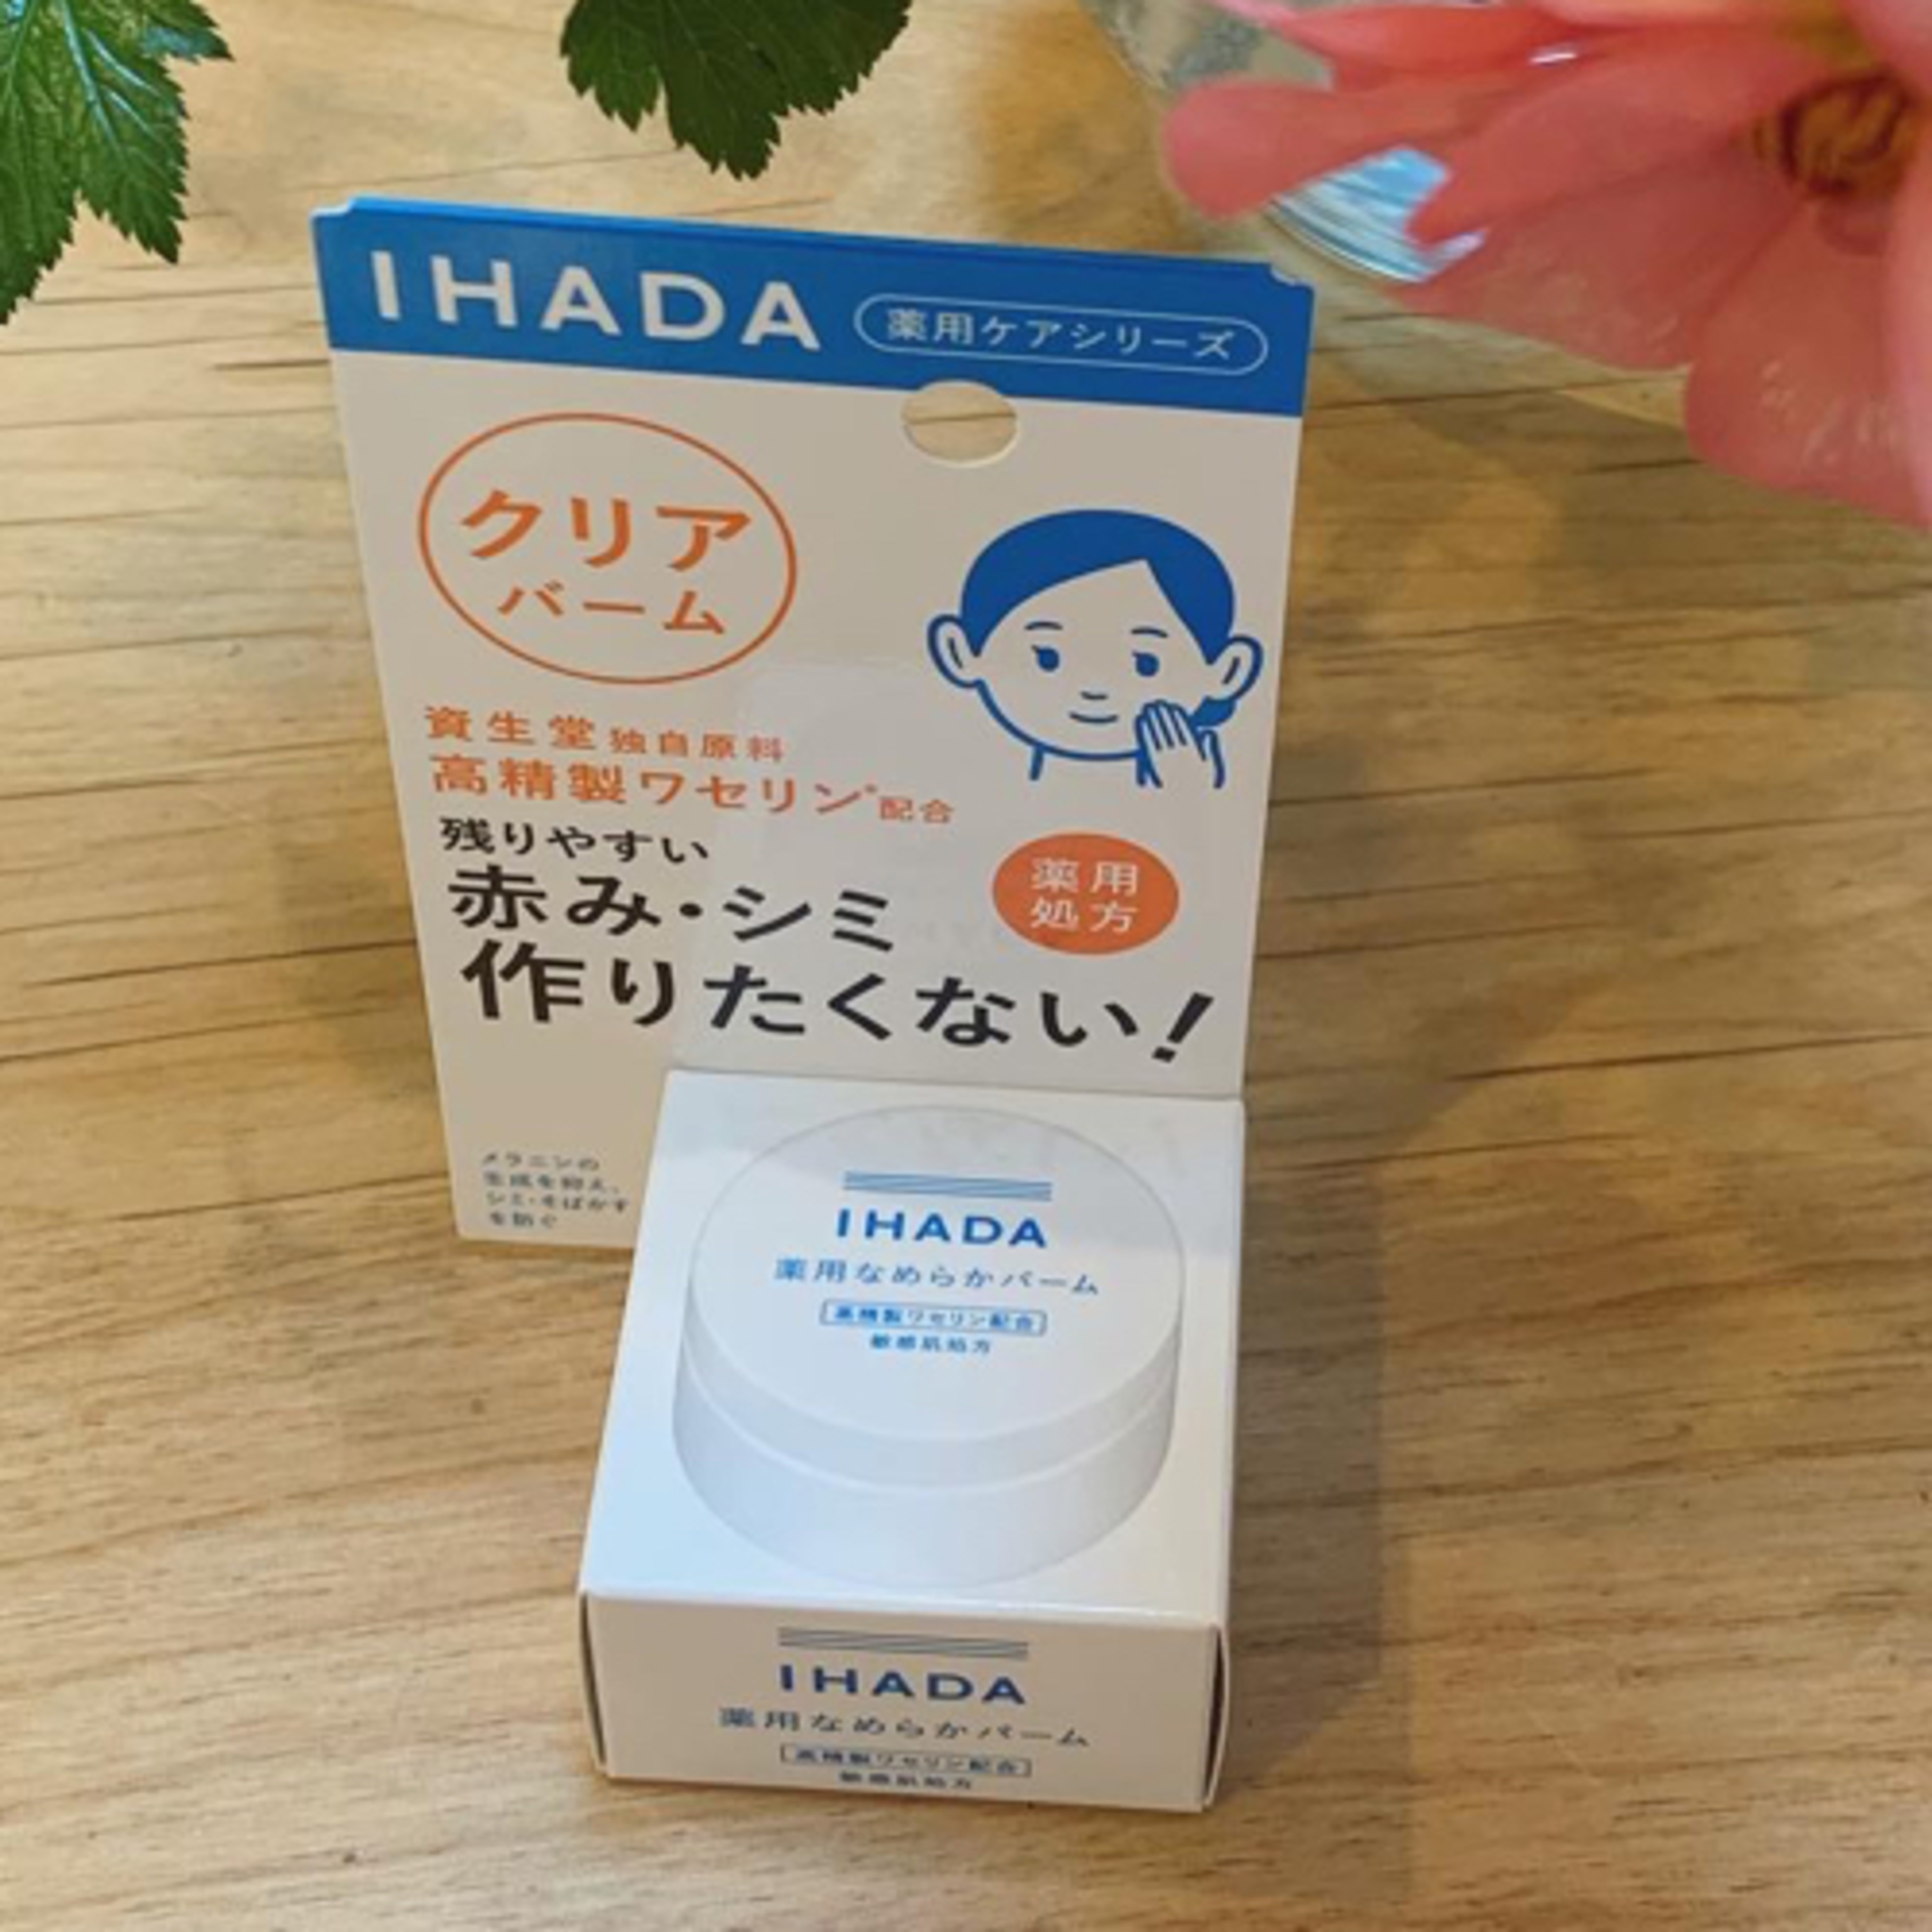 IHADA 薬用ケアシリーズ
クリア
バーム
資生堂独自原料
高精製ワセリン*配合
残りやすい
赤み・シミ
作りたくない!
薬用
処方
メラニンの
生成を抑え、
シミ・そばかす
を防ぐ
IHADA
薬用なめらかバーム
高精製ワセリン配合
敏感肌処方
IHADA
薬用なめらかバーム
高精製ワセリン配合
敏感肌処方